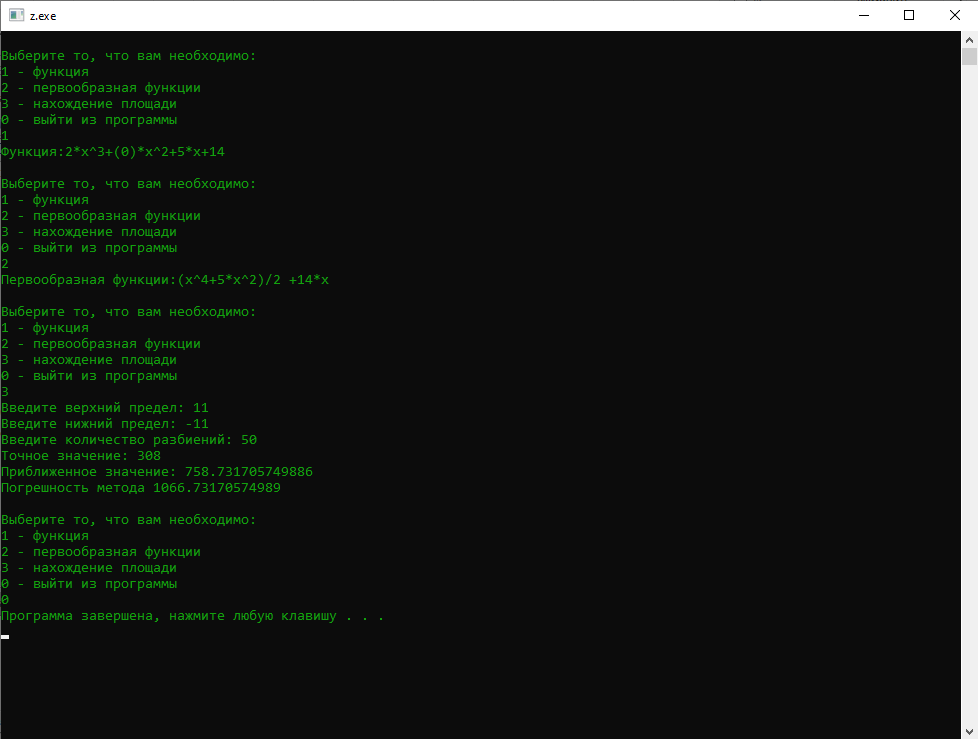 z.exe
Выберите то, что вам необходимо:
1 - функция
2 - первообразная функции
3 - нахождение площади
0 - выйти из программы
1
Функция:2*x^3+(0)*x^2+5*x+14
Выберите то, что вам необходимо:
1 - функция
2 - первообразная функции
3 - нахождение площади
0 - выйти из программы
2
Первообразная функции:(x^4+5*x^2)/2 +14*x
Выберите то, что вам необходимо:
1 - функция
2 - первообразная функции
3 - нахождение площади
0 - выйти из программы
3
Введите верхний предел: 11
Введите нижний предел: -11
Введите количество разбиений: 50
Точное значение: 308
Приближенное значение: 758.731705749886
Погрешность метода 1066.73170574989
Выберите то, что вам необходимо:
1 - функция
2 - первообразная функции
3 - нахождение площади
0 - выйти из программы
0
Программа завершена, нажмите любую клавишу . . .